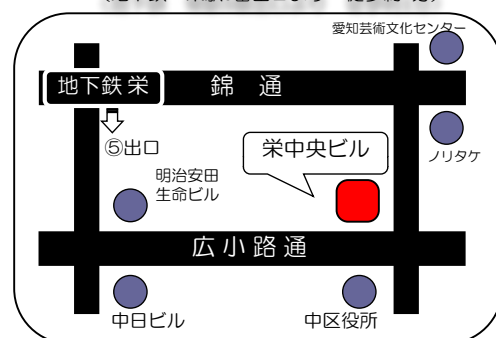 愛知芸術文化センター
地下鉄 栄
錦 通
⑤出口
栄中央ビル
ノリタケ
明治安田
生命ビル
広小路通
中日ビル
中区役所